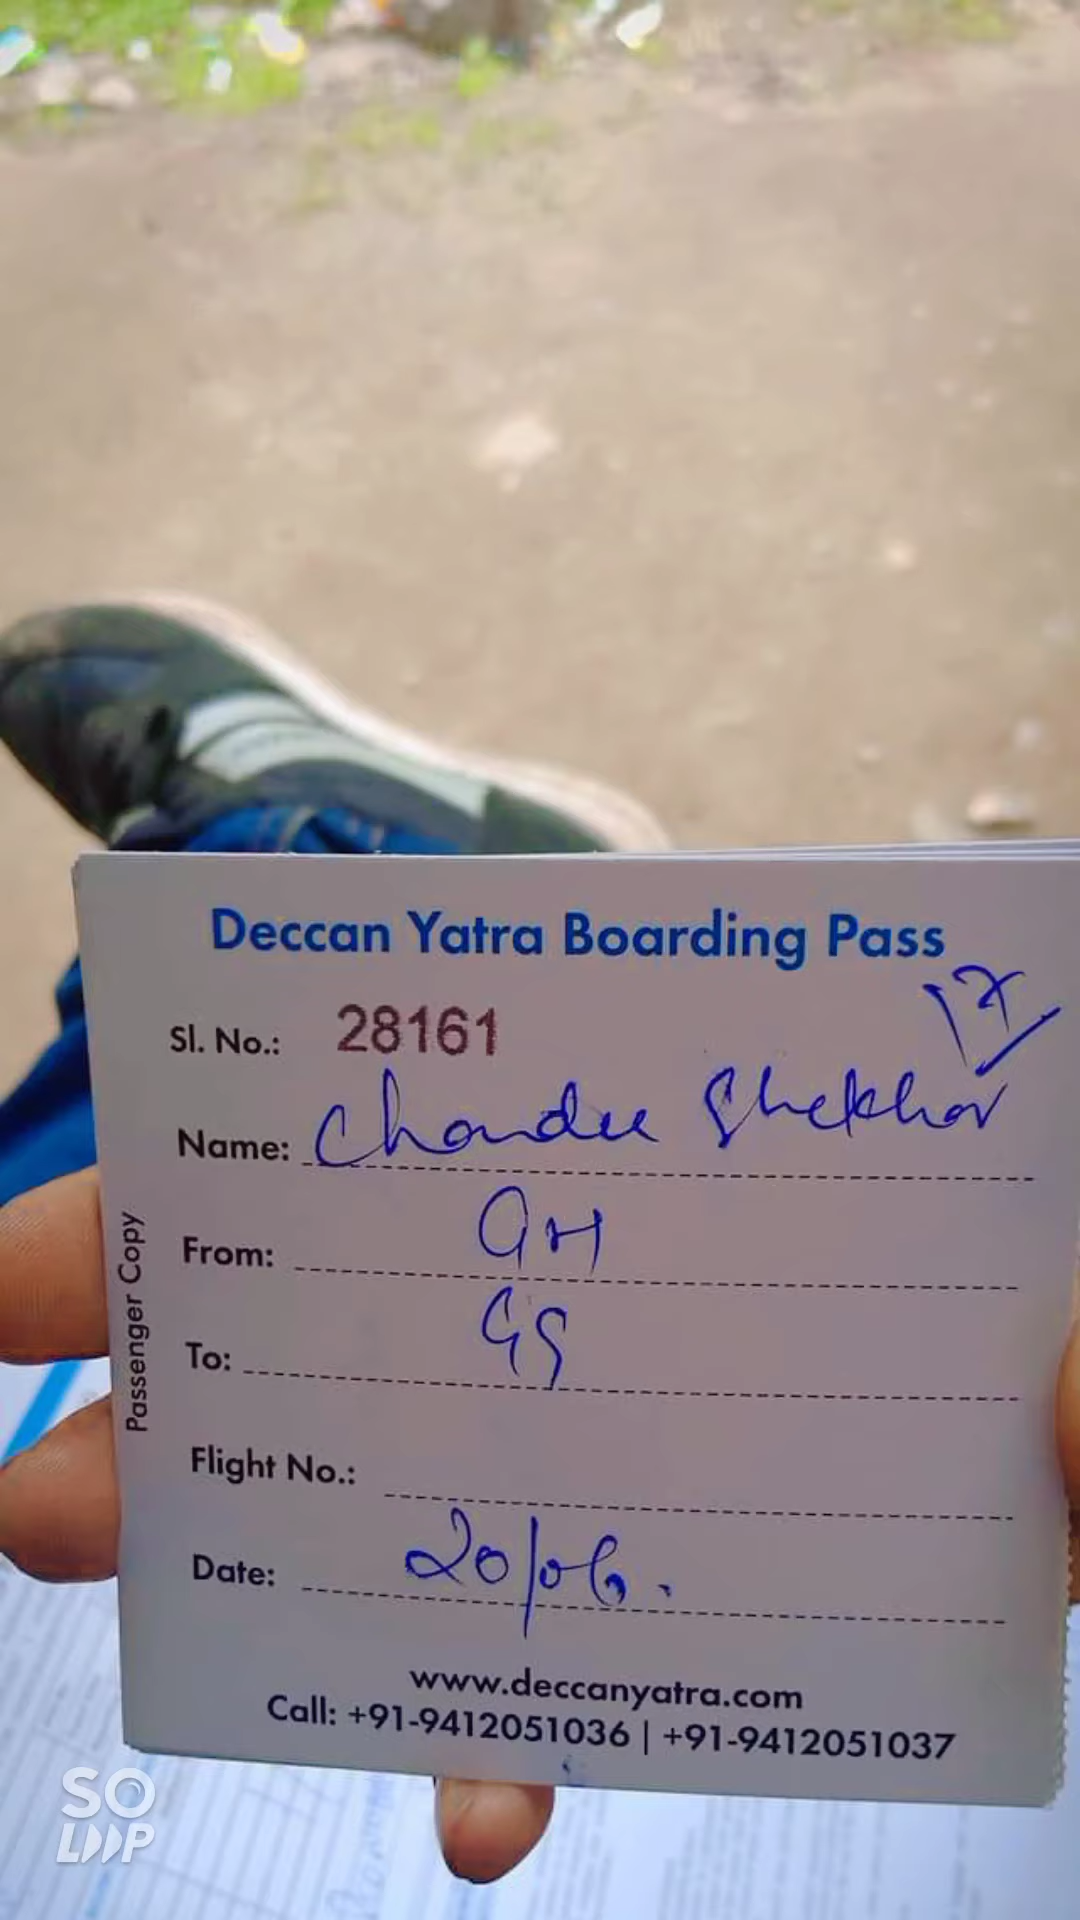 Deccan Yatra Boarding Pass
Sl. No.: 28161
Name: Chander Shekhar
From: GH
To: GS
Flight No.:
Date: 20/06.
Passenger Copy
www.deccanyatra.com
Call: +91-9412051036 | +91-9412051037
SO
LOOP